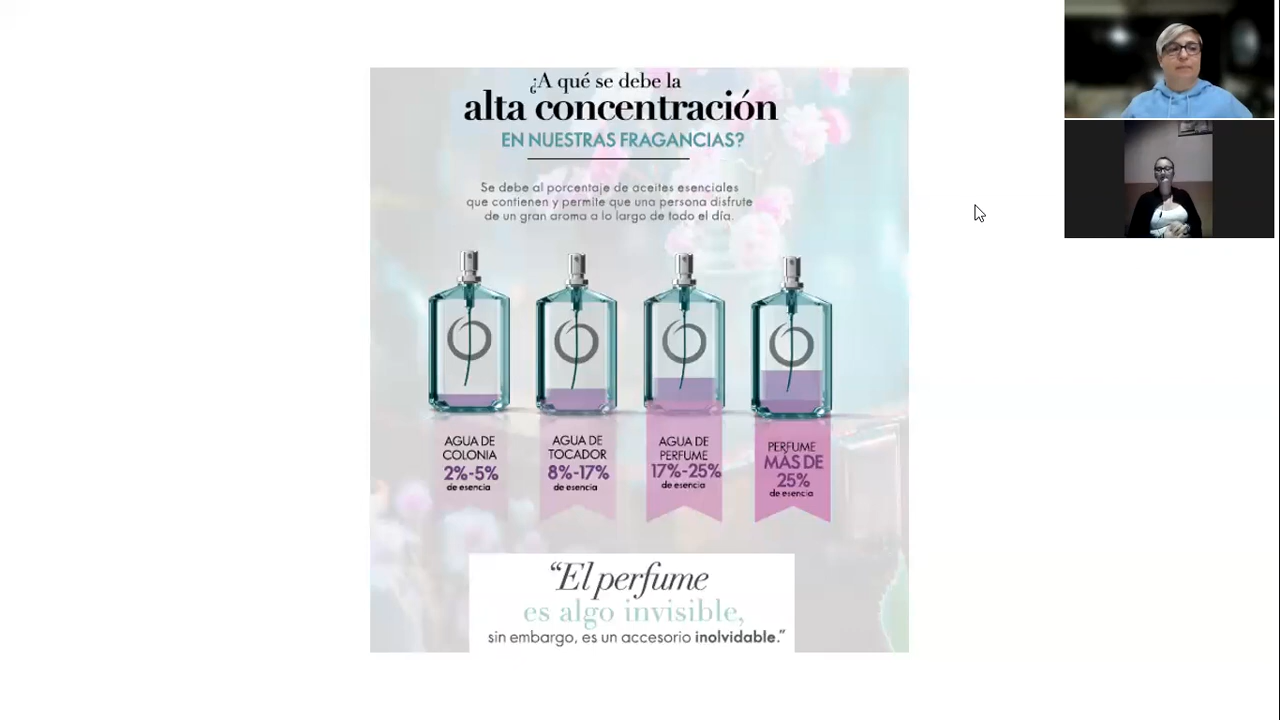 ¿A qué se debe la
alta concentración
EN NUESTRAS FRAGANCIAS?
Se debe al porcentaje de aceites esenciales
que contienen y permite que una persona disfrute
de un gran aroma a lo largo de todo el día.
AGUA DE
COLONIA
2%-5%
de esencia
AGUA DE
TOCADOR
8%-17%
de esencia
AGUA DE
PERFUME
17%-25%
de esencia
PERFUME
MÁS DE
25%
de esencia
“El perfume
es algo invisible,
sin embargo, es un accesorio inolvidable.”